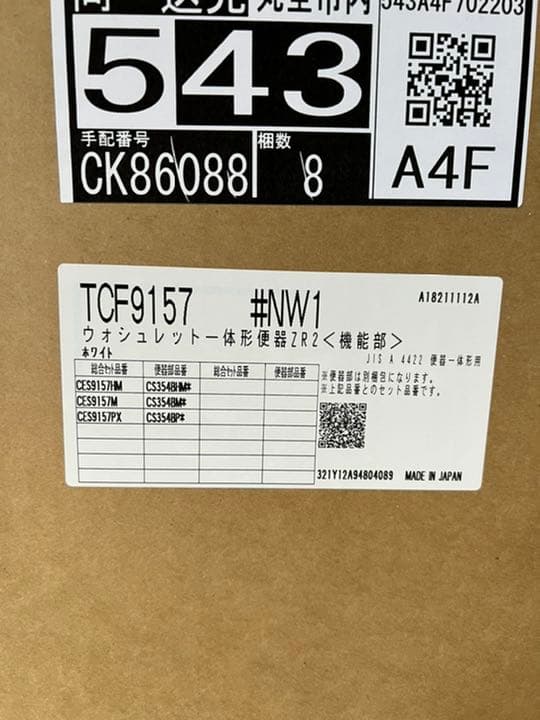 543A4F702203
543
手配番号
梱数
CK86088
8
A4F
TCF9157 #NW1
A18211112A
ウォシュレット一体形便器ZR2<機能部>
ホワイト
JIS A 4422 便器一体形用
総合セット品番 便器部品番 総合セット品番 便器部品番
CES9157HM CS354BHM#
CES9157M CS354BM#
CES9157PX CS354BP#
※便器部は別梱包になります。
※上記品番とのセット品番です。
321Y12A94804089 MADE IN JAPAN